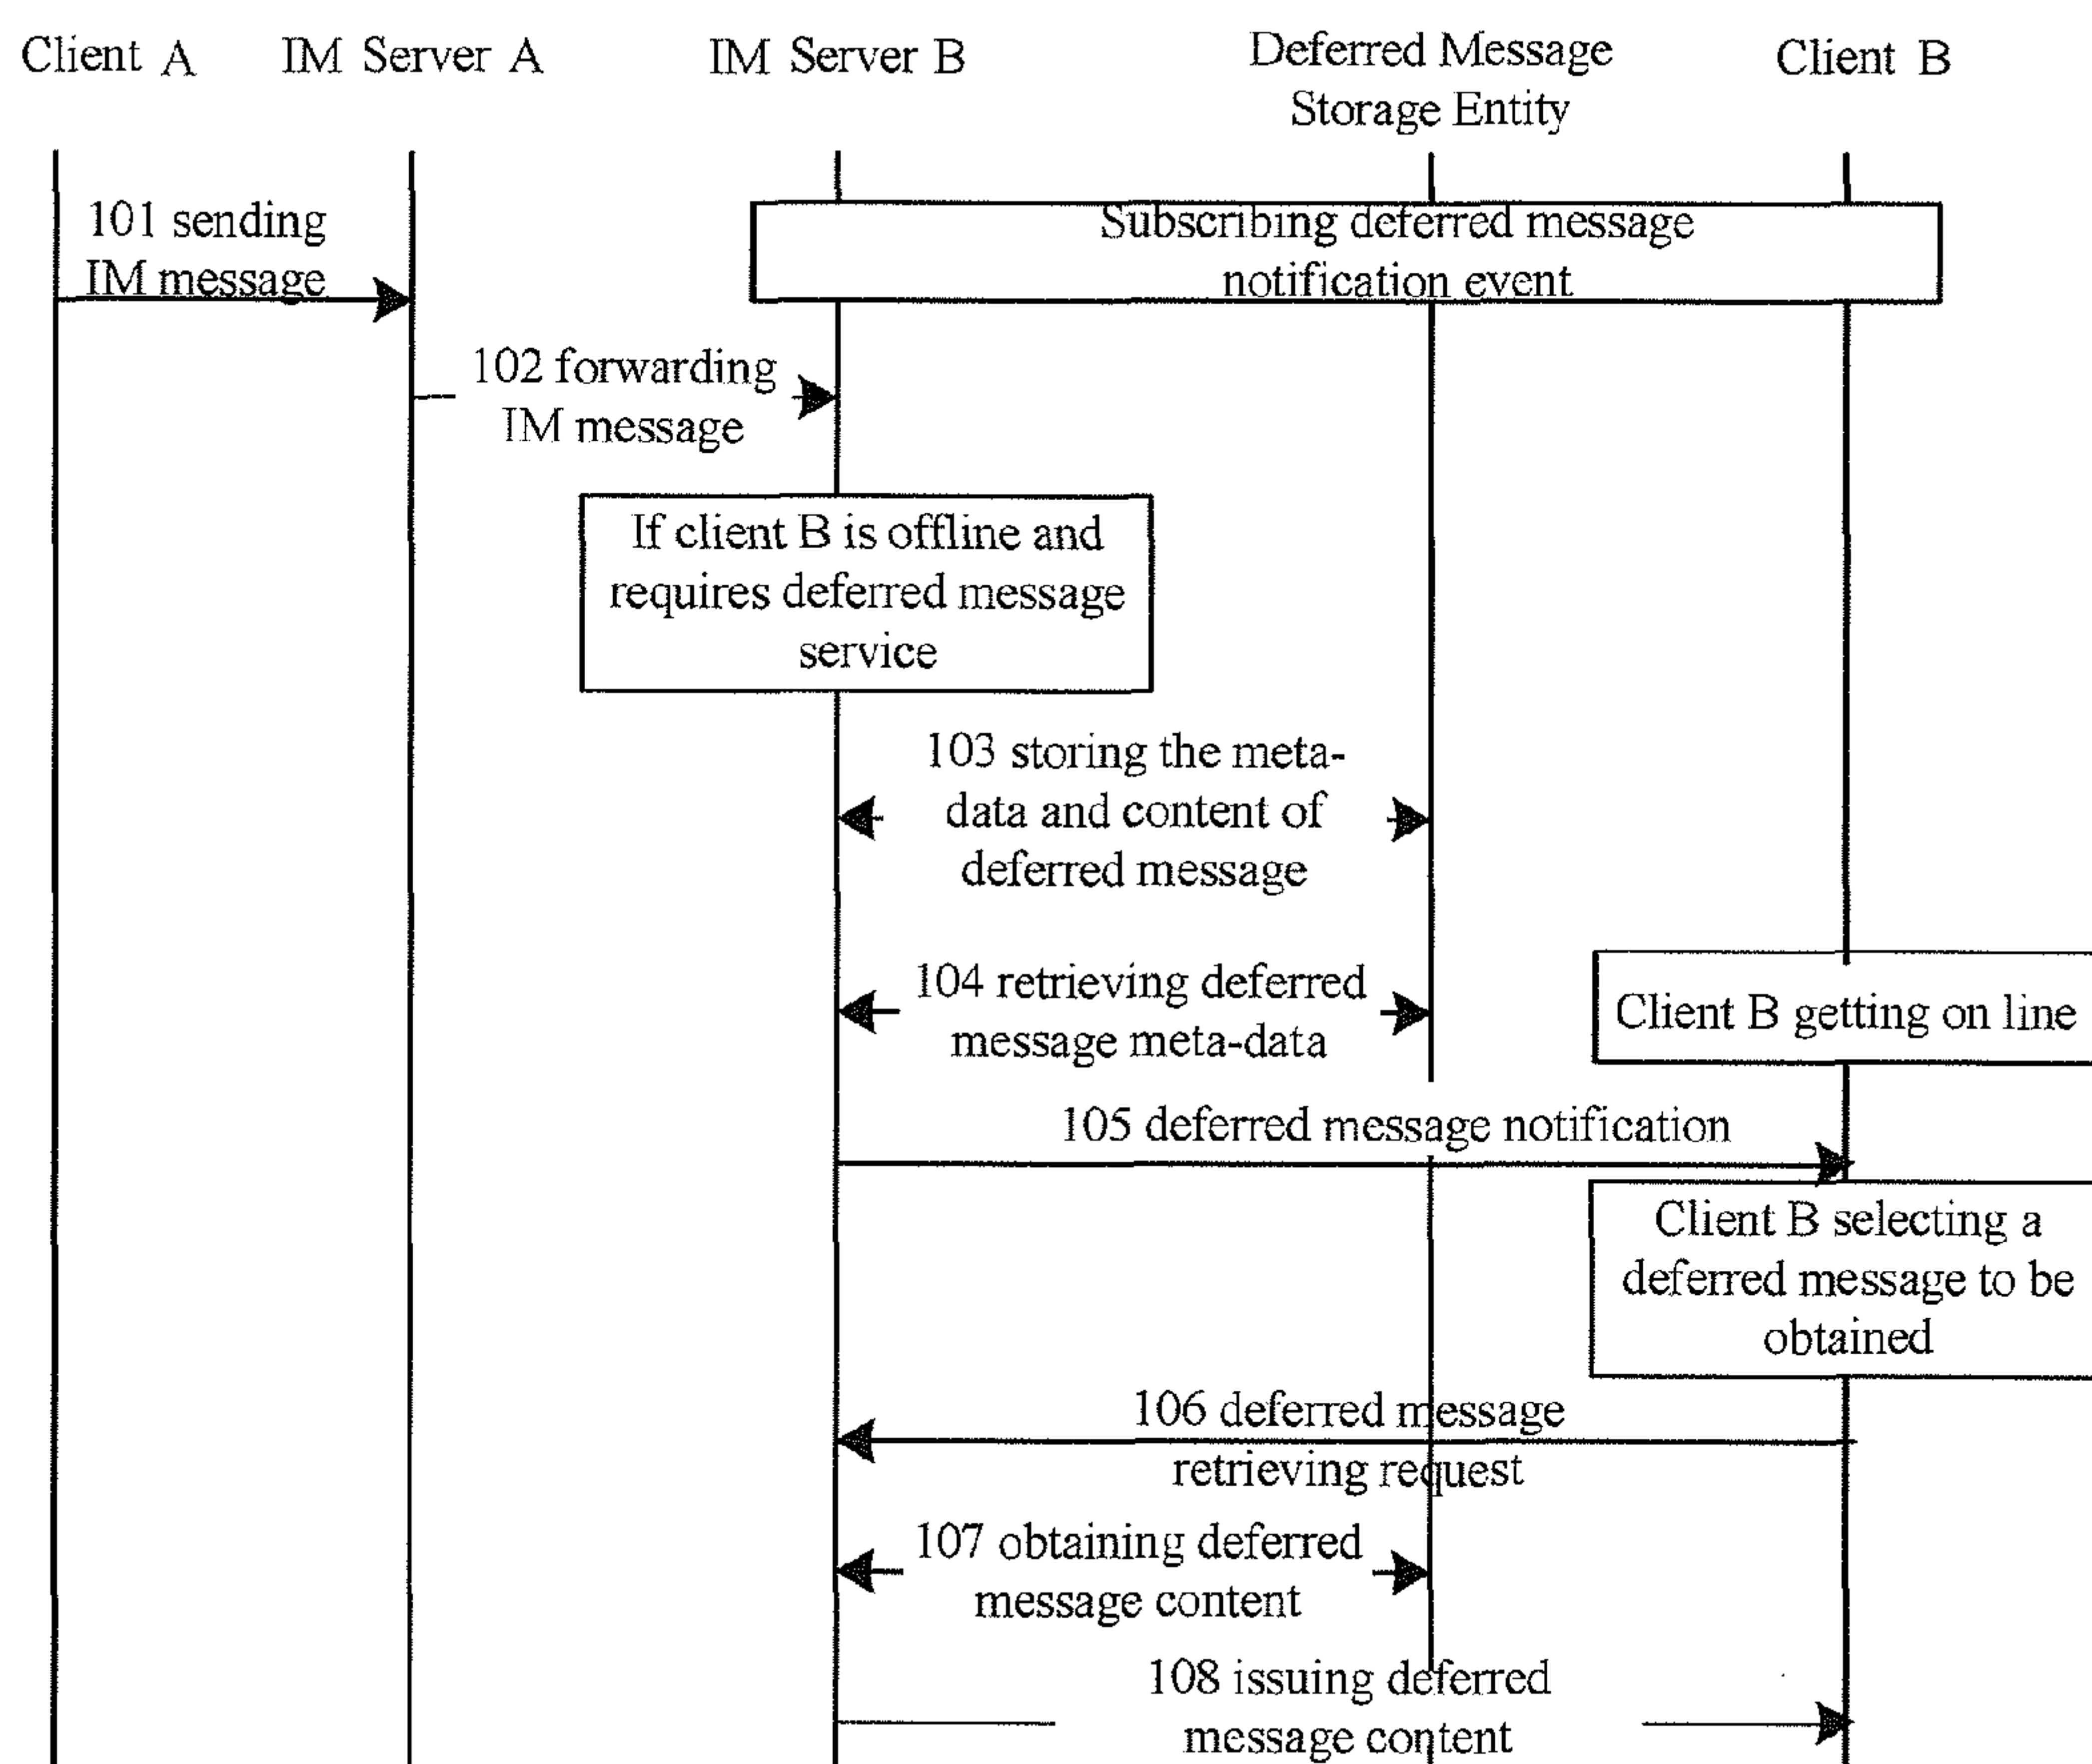 Client A
IM Server A
IM Server B
Deferred Message
Storage Entity
Client B
101 sending
IM message
Subscribing deferred message
notification event
102 forwarding
IM message
If client B is offline and
requires deferred message
service
103 storing the meta-
data and content of
deferred message
104 retrieving deferred
message meta-data
Client B getting on line
105 deferred message notification
Client B selecting a
deferred message to be
obtained
106 deferred message
retrieving request
107 obtaining deferred
message content
108 issuing deferred
message content